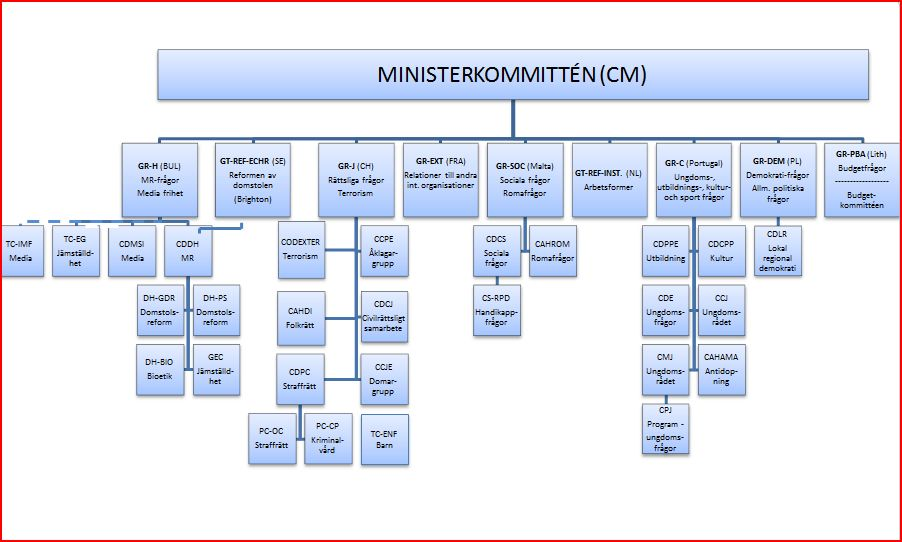 MINISTERKOMMITTÉN (CM)
GR-H (BUL)
MR-frågor
Media frihet
GT-REF-ECHR (SE)
Reformen av
domstolen
(Brighton)
GR-J (CH)
Rättsliga frågor
Terrorism
GR-EXT (FRA)
Relationer till andra
int. organisationer
GR-SOC (Malta)
Sociala frågor
Romafrågor
GT-REF-INST. (NL)
Arbetsformer
GR-C (Portugal)
Ungdoms-,
utbildnings-, kultur-
och sport frågor
GR-DEM (PL)
Demokrati-frågor
Allm. politiska
frågor
GR-PBA (Lith)
Budgetfrågor
------------------
Budget-
kommittéen
TC-IMF
Media
TC-EG
Jämställd-
het
CDMSI
Media
CDDH
MR
CODEXTER
Terrorism
CCPE
Åklagar-
grupp
CDCS
Sociala
frågor
CAHROM
Romafrågor
CDPPE
Utbildning
CDCPP
Kultur
CDLR
Lokal
regional
demokrati
DH-GDR
Domstols-
reform
DH-PS
Domstols-
reform
CAHDI
Folkrätt
CDCJ
Civilrättsligt
samarbete
CS-RPD
Handikapp-
frågor
CDE
Ungdoms-
frågor
CCJ
Ungdoms-
rådet
DH-BIO
Bioetik
GEC
Jämställd-
het
CDPC
Straffrätt
CCJE
Domar-
grupp
CMJ
Ungdoms-
rådet
CAHAMA
Antidop-
ning
PC-OC
Straffrätt
PC-CP
Kriminal-
vård
TC-ENF
Barn
CPJ
Program -
ungdoms-
frågor